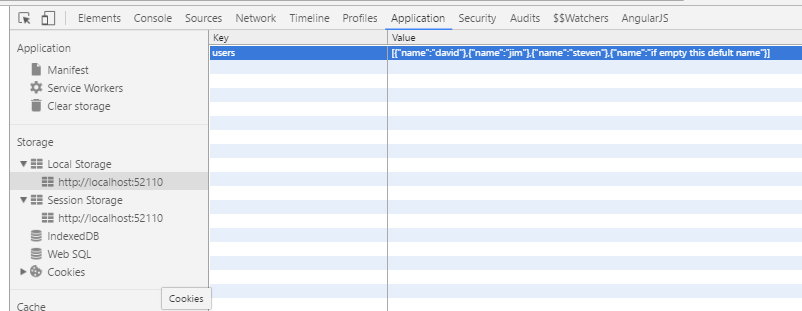 Elements Console Sources Network Timeline Profiles Application Security Audits $$Watchers AngularJS
Application
Manifest
Service Workers
Clear storage
Storage
Local Storage
http://localhost:52110
Session Storage
http://localhost:52110
IndexedDB
Web SQL
Cookies
Cookies
Cache
Key Value
users [{"name":"david"},{"name":"jim"},{"name":"steven"},{"name":"if empty this defult name"}]